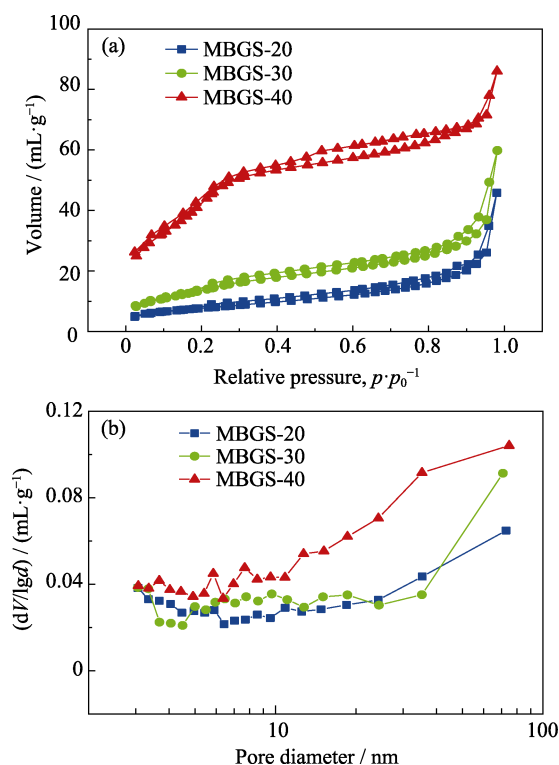 (a)
MBGS-20
MBGS-30
MBGS-40
100
80
60
40
20
0
Volume / (mL·g⁻¹)
0 0.2 0.4 0.6 0.8 1.0
Relative pressure, p·p₀⁻¹
(b)
MBGS-20
MBGS-30
MBGS-40
0.12
0.08
0.04
0
(dV/lgd) / (mL·g⁻¹)
10 100
Pore diameter / nm